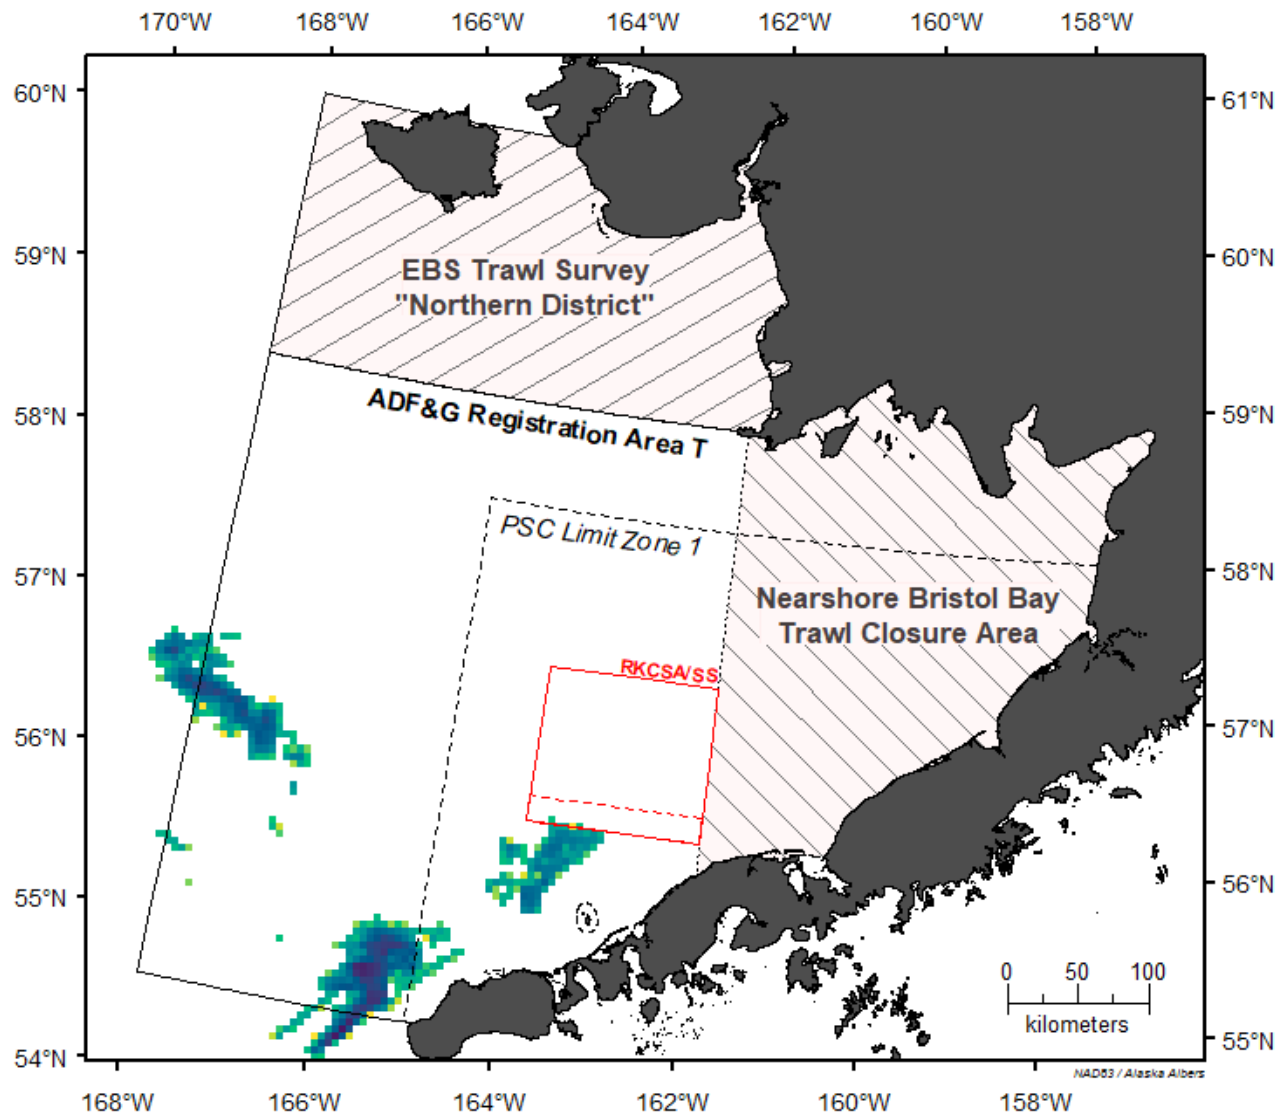 170°W 168°W 166°W 164°W 162°W 160°W 158°W
60°N
61°N
59°N
60°N
EBS Trawl Survey
"Northern District"
58°N
59°N
ADF&G Registration Area T
PSC Limit Zone 1
57°N
58°N
Nearshore Bristol Bay
Trawl Closure Area
RKCSA/SS
56°N
57°N
55°N
56°N
0 50 100
kilometers
54°N
55°N
NAD83 / Alaska Albers
168°W 166°W 164°W 162°W 160°W 158°W